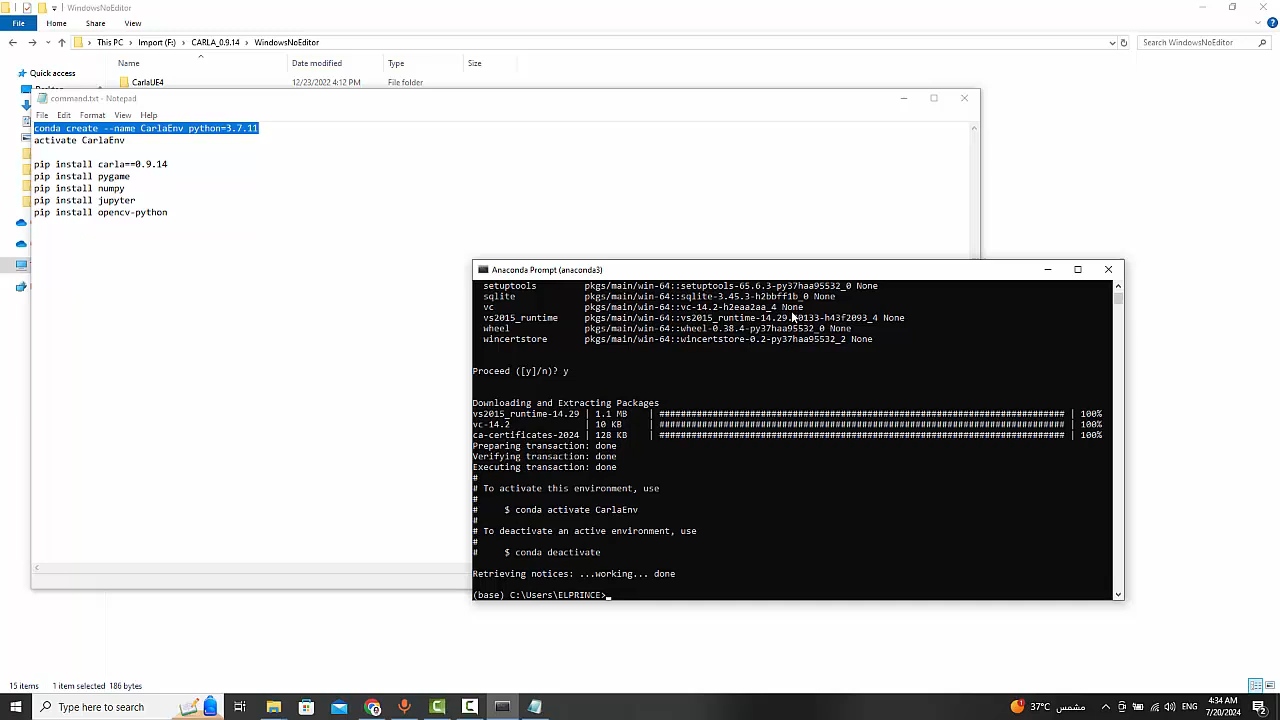 WindowsNoEditor
File Home Share View
This PC > Import (F:) > CARLA_0.9.14 > WindowsNoEditor
Search WindowsNoEditor
Quick access
Name Date modified Type Size
CarlaUE4 12/23/2022 4:12 PM File folder
command.txt - Notepad
File Edit Format View Help
conda create --name CarlaEnv python=3.7.11
activate CarlaEnv
pip install carla==0.9.14
pip install pygame
pip install numpy
pip install jupyter
pip install opencv-python
Anaconda Prompt (anaconda3)
setuptools pkgs/main/win-64::setuptools-65.6.3-py37haa95532_0 None
sqlite pkgs/main/win-64::sqlite-3.45.3-h2bbff1b_0 None
vc pkgs/main/win-64::vc-14.2-h2eaa2aa_4 None
vs2015_runtime None
wheel pkgs/main/win-64::wheel-0.38.4-py37haa95532_0 None
wincertstore pkgs/main/win-64::wincertstore-0.2-py37haa95532_2 None
Proceed ([y]/n)? y
Downloading and Extracting Packages
vs2015_runtime-14.29 | 1.1 MB | ############################################################################ | 100%
vc-14.2 | 10 KB | ############################################################################ | 100%
ca-certificates-2024 | 128 KB | ############################################################################ | 100%
Preparing transaction: done
Verifying transaction: done
Executing transaction: done
#
# To activate this environment, use
#
# $ conda activate CarlaEnv
#
# To deactivate an active environment, use
#
# $ conda deactivate
Retrieving notices: ...working... done
(base) C:\Users\ELPRINCE>_
15 items 1 item selected 186 bytes
Type here to search
37°C مشمس
ENG
4:34 AM
7/20/2024